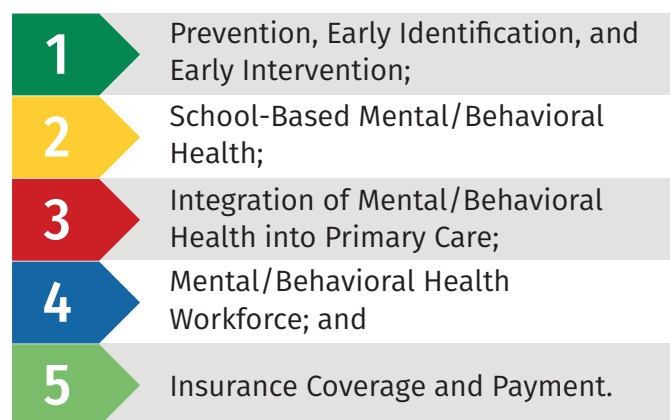 1
Prevention, Early Identification, and
Early Intervention;
2
School-Based Mental/Behavioral
Health;
3
Integration of Mental/Behavioral
Health into Primary Care;
4
Mental/Behavioral Health
Workforce; and
5
Insurance Coverage and Payment.